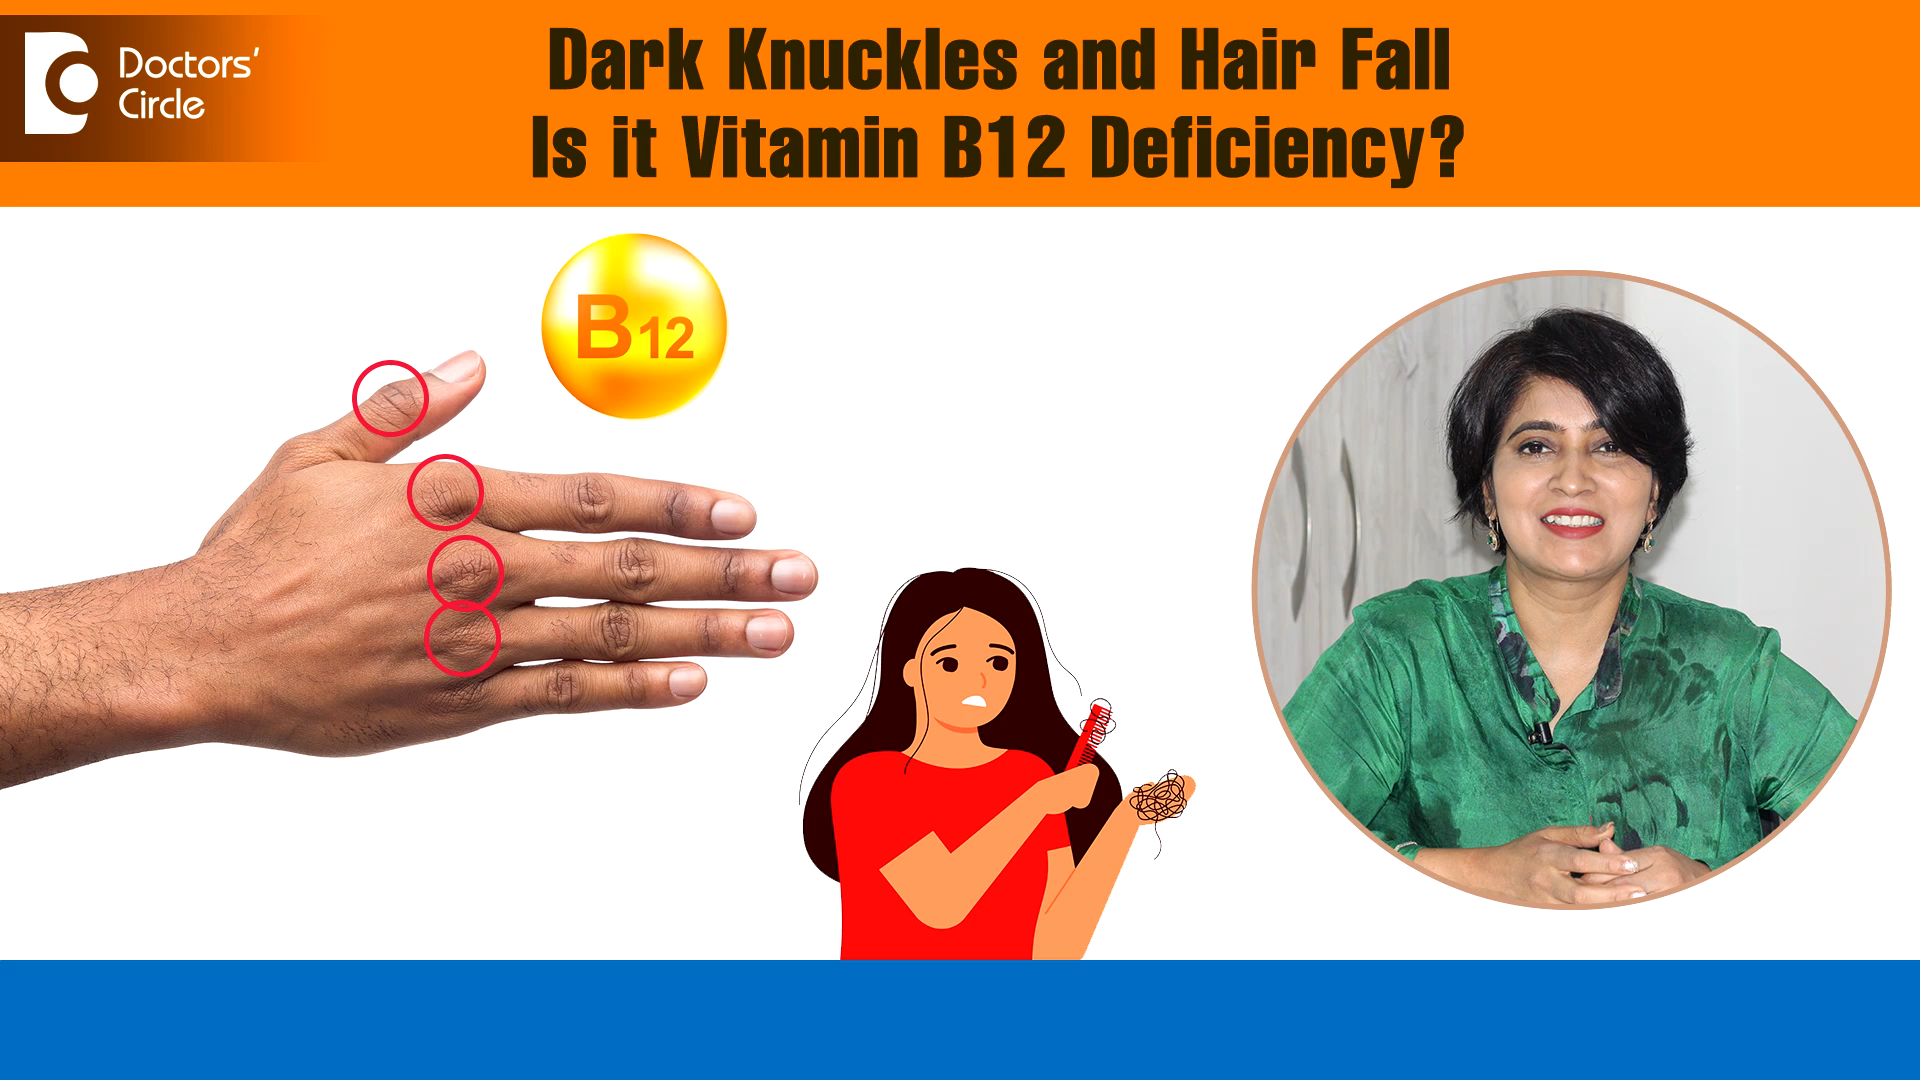 Doctors'
Circle
Dark Knuckles and Hair Fall
Is it Vitamin B12 Deficiency?
B12